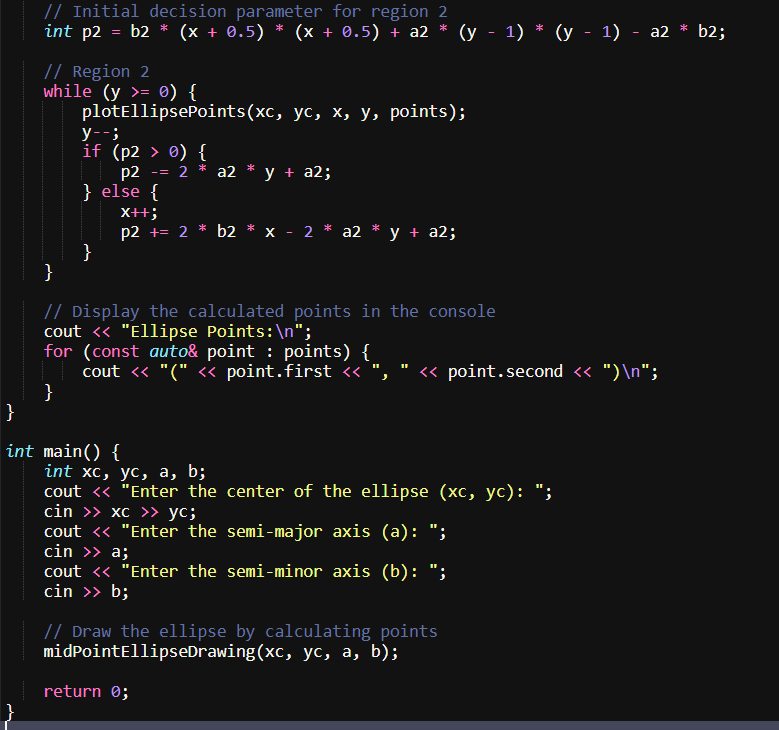 // Initial decision parameter for region 2
int p2 = b2 * (x + 0.5) * (x + 0.5) + a2 * (y - 1) * (y - 1) - a2 * b2;
// Region 2
while (y >= 0) {
plotEllipsePoints(xc, yc, x, y, points);
y--;
if (p2 > 0) {
p2 -= 2 * a2 * y + a2;
} else {
x++;
p2 += 2 * b2 * x - 2 * a2 * y + a2;
}
}
// Display the calculated points in the console
cout << "Ellipse Points:\n";
for (const auto& point : points) {
cout << "(" << point.first << ", " << point.second << ")\n";
}
}
int main() {
int xc, yc, a, b;
cout << "Enter the center of the ellipse (xc, yc): ";
cin >> xc >> yc;
cout << "Enter the semi-major axis (a): ";
cin >> a;
cout << "Enter the semi-minor axis (b): ";
cin >> b;
// Draw the ellipse by calculating points
midPointEllipseDrawing(xc, yc, a, b);
return 0;
}